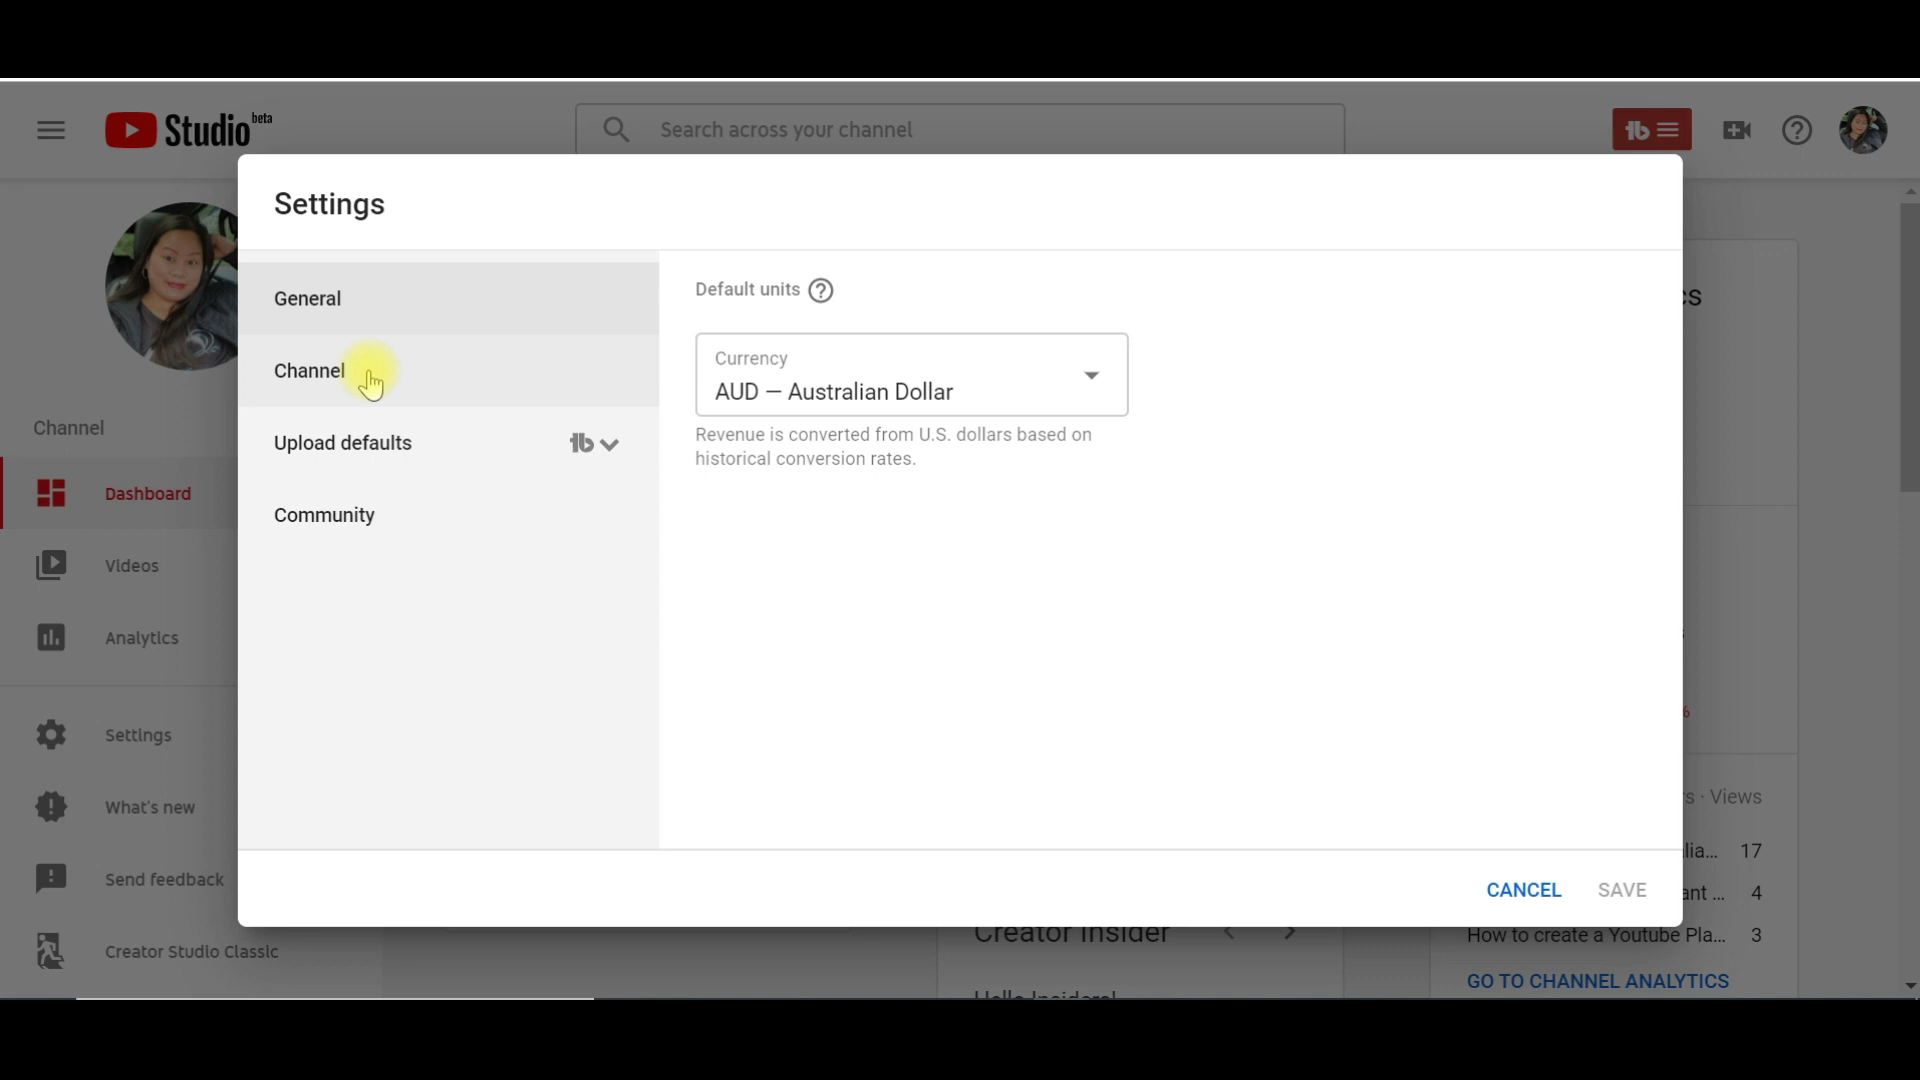 Studio beta
Search across your channel
Settings
General
Default units
Channel
Currency
AUD — Australian Dollar
Revenue is converted from U.S. dollars based on
historical conversion rates.
Upload defaults
Community
CANCEL
SAVE
Channel
Dashboard
Videos
Analytics
Settings
What's new
Send feedback
Creator Studio Classic
cs
%
· Views
17
4
Creator Insider
How to create a Youtube Pla... 3
GO TO CHANNEL ANALYTICS